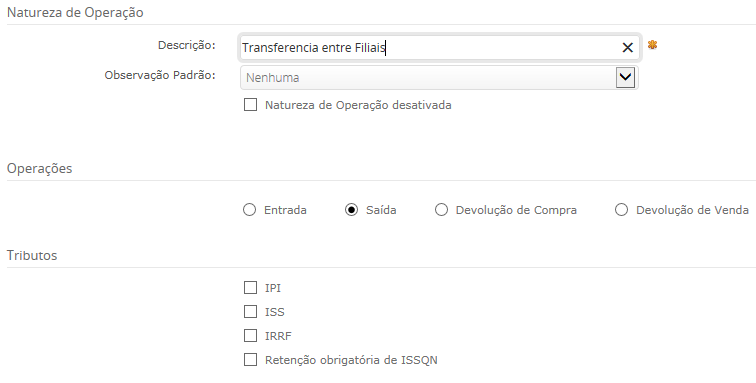 Natureza de Operação
Descrição: Transferencia entre Filiais
Observação Padrão: Nenhuma
Natureza de Operação desativada
Operações
Entrada Saída Devolução de Compra Devolução de Venda
Tributos
IPI
ISS
IRRF
Retenção obrigatória de ISSQN